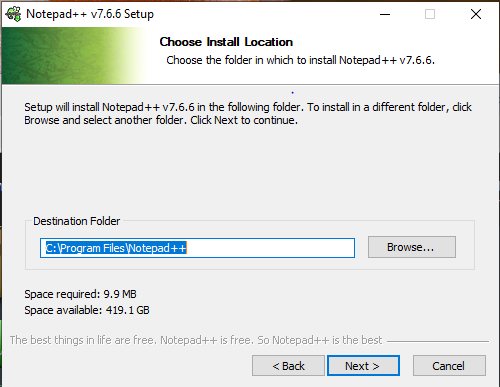 Notepad++ v7.6.6 Setup
Choose Install Location
Choose the folder in which to install Notepad++ v7.6.6.
Setup will install Notepad++ v7.6.6 in the following folder. To install in a different folder, click
Browse and select another folder. Click Next to continue.
Destination Folder
C:\Program Files\Notepad++
Browse...
Space required: 9.9 MB
Space available: 419.1 GB
The best things in life are free. Notepad++ is free. So Notepad++ is the best
< Back
Next >
Cancel